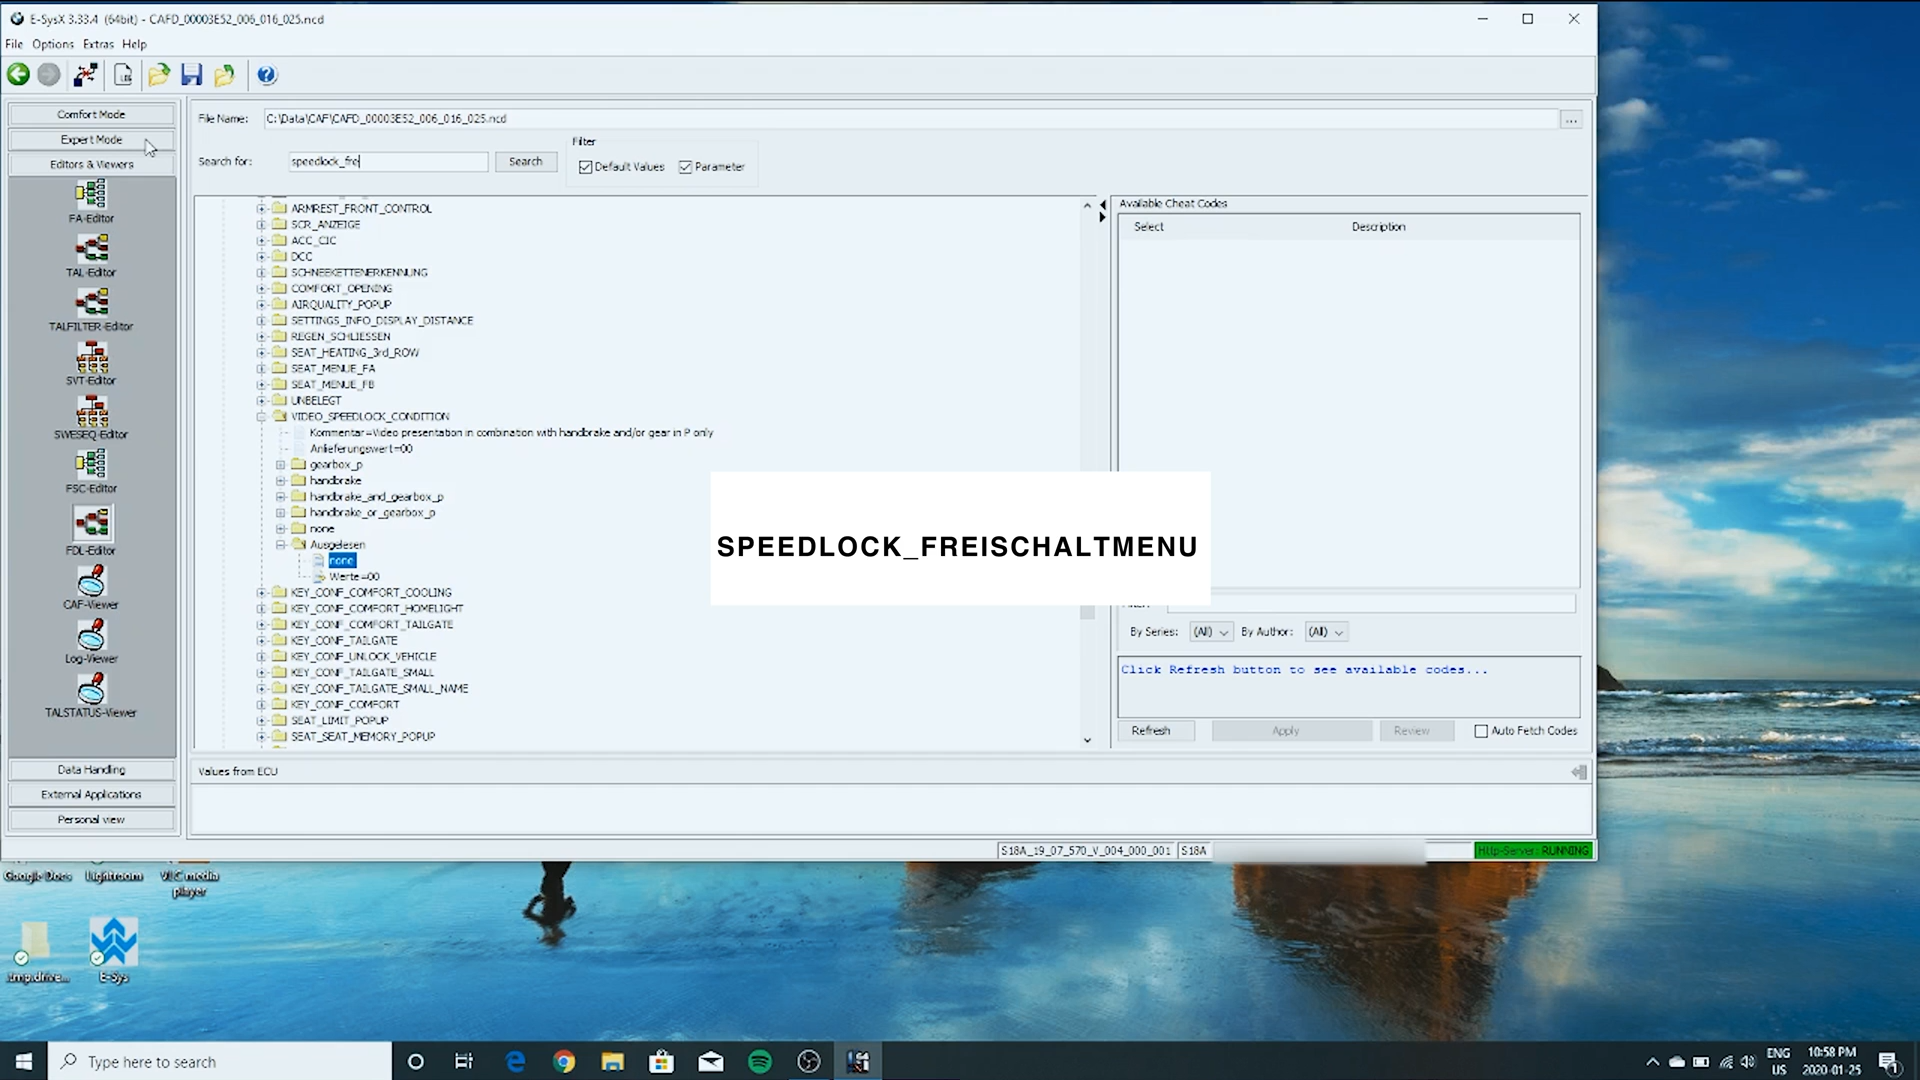 E-SysX 3.33.4 (64bit) - CAFD_00003E52_006_016_025.ncd
File Options Extras Help
Comfort Mode
Expert Mode
Editors & Viewers
FA-Editor
TAL-Editor
TALFILTER-Editor
SVT-Editor
SWESEQ-Editor
FSC-Editor
FDL-Editor
CAF-Viewer
Log-Viewer
TALSTATUS-Viewer
Data Handling
External Applications
Personal view
File Name: C:\Data\CAF\CAFD_00003E52_006_016_025.ncd ...
Search for: speedlock_frei Search
Filter
Default Values Parameter
ARMREST_FRONT_CONTROL
SCR_ANZEIGE
ACC_CIC
DCC
SCHNEEKETTENERKENNUNG
COMFORT_OPENING
AIRQUALITY_POPUP
SETTINGS_INFO_DISPLAY_DISTANCE
REGEN_SCHLIESSEN
SEAT_HEATING_3rd_ROW
SEAT_MENUE_FA
SEAT_MENUE_FB
UNBELEGT
VIDEO_SPEEDLOCK_CONDITION
Kommentar=Video presentation in combination with handbrake and/or gear in P only
Anlieferungswert=00
gearbox_p
handbrake
handbrake_and_gearbox_p
handbrake_or_gearbox_p
none
Ausgelesen
none
Werte=00
KEY_CONF_COMFORT_COOLING
KEY_CONF_COMFORT_HOMELIGHT
KEY_CONF_COMFORT_TAILGATE
KEY_CONF_TAILGATE
KEY_CONF_UNLOCK_VEHICLE
KEY_CONF_TAILGATE_SMALL
KEY_CONF_TAILGATE_SMALL_NAME
KEY_CONF_COMFORT
SEAT_LIMIT_POPUP
SEAT_SEAT_MEMORY_POPUP
SPEEDLOCK_FREISCHALTMENU
Available Cheat Codes
Select Description
By Series: (All) By Author: (All)
Click Refresh button to see available codes...
Refresh Apply Review Auto Fetch Codes
Values from ECU
S18A_19_07_570_V_004_000_001 S18A
Http-Server: RUNNING
Google Docs Lightroom VLC media player
.tmp.drive... E-Sys
Type here to search
ENG
US
10:58 PM
2020-01-25
1